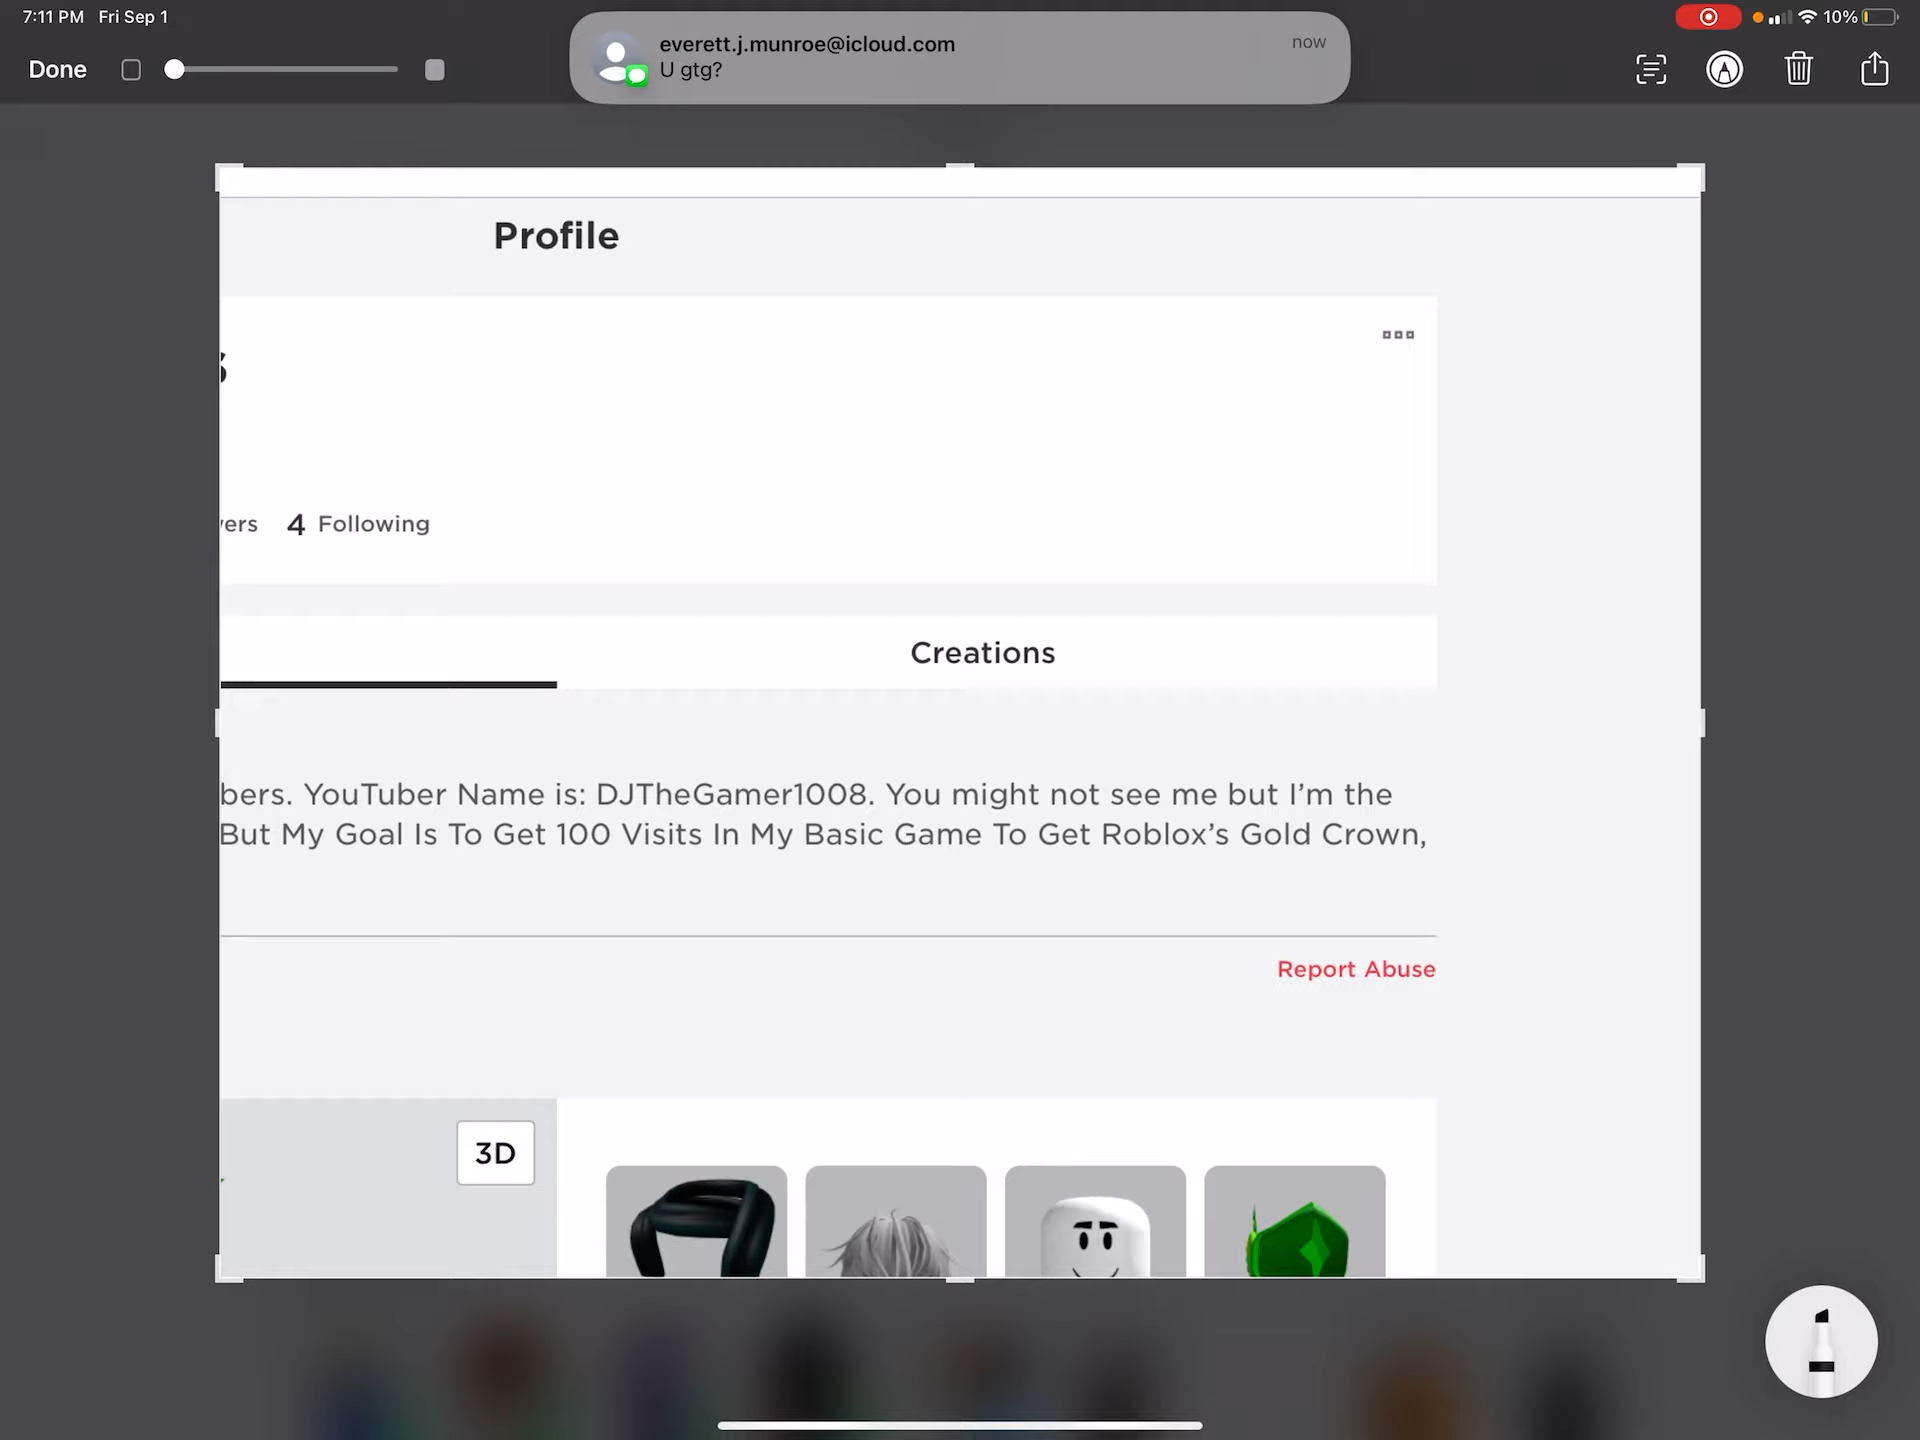 7:11 PM Fri Sep 1
10%
everett.j.munroe@icloud.com
now
U gtg?
Done
Profile
4 Following
Creations
bers. YouTuber Name is: DJTheGamer1008. You might not see me but I'm the
But My Goal Is To Get 100 Visits In My Basic Game To Get Roblox's Gold Crown,
Report Abuse
3D